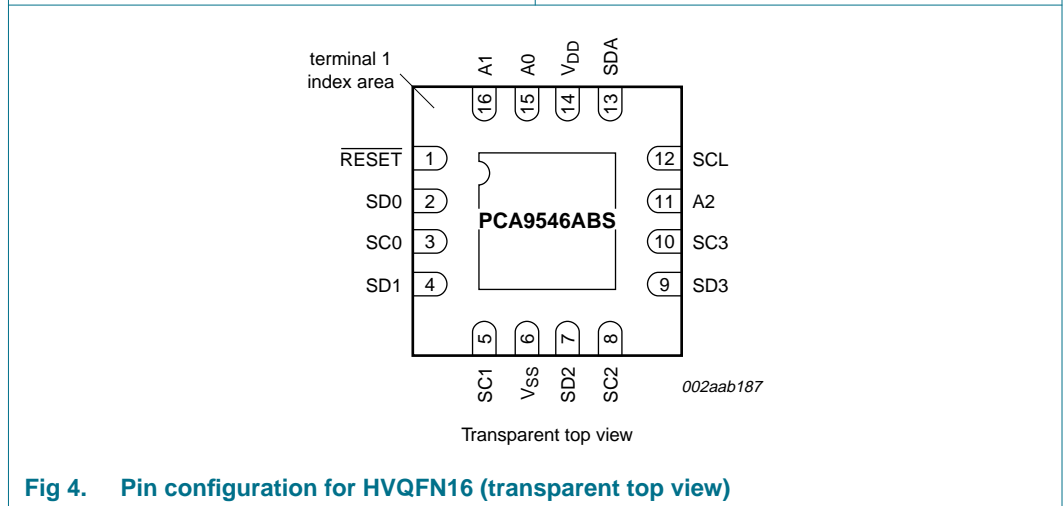 terminal 1
index area
A1
A0
VDD
SDA
16
15
14
13
RESET 1
12 SCL
SD0 2
11 A2
PCA9546ABS
SC0 3
10 SC3
SD1 4
9 SD3
5
6
7
8
SC1
VSS
SD2
SC2
002aab187
Transparent top view
Fig 4. Pin configuration for HVQFN16 (transparent top view)